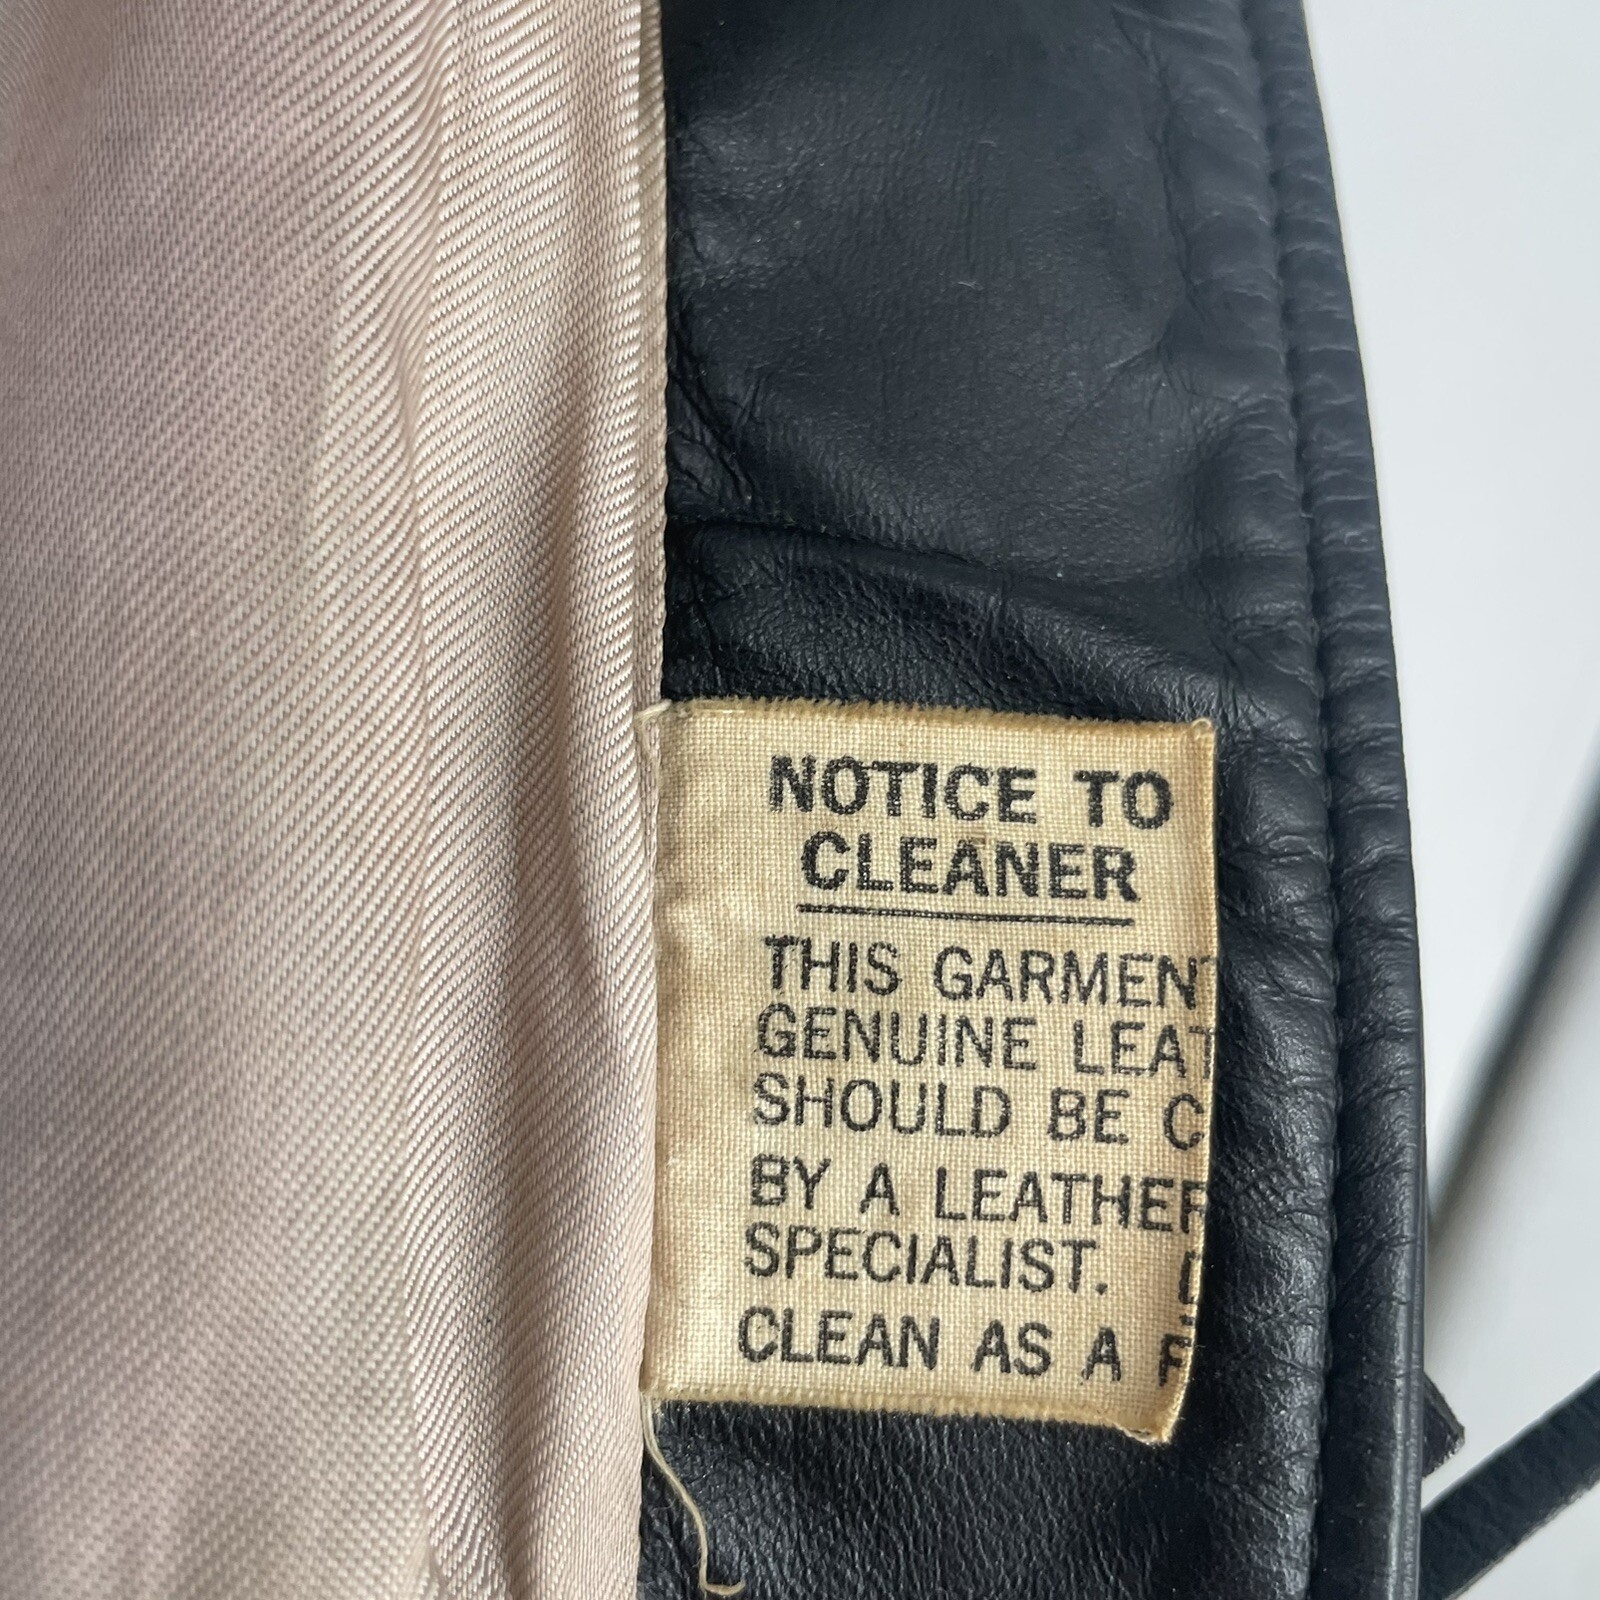 NOTICE TO
CLEANER
THIS GARMENT
GENUINE LEAT
SHOULD BE C
BY A LEATHER
SPECIALIST.
CLEAN AS A